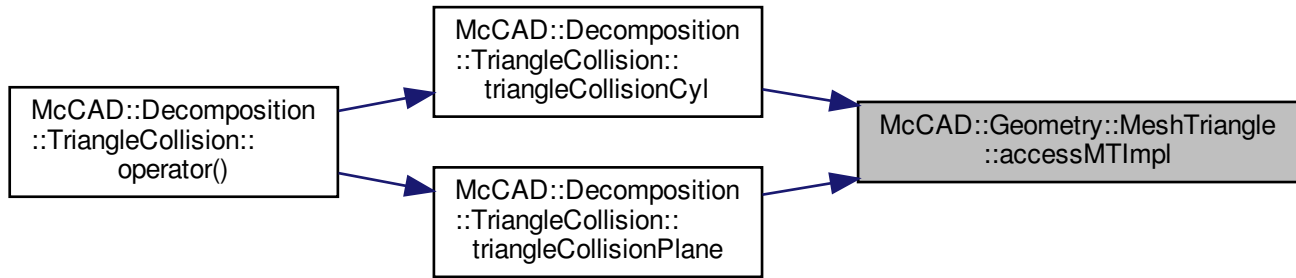 McCAD::Decomposition
::TriangleCollision::
operator()
McCAD::Decomposition
::TriangleCollision::
triangleCollisionCyl
McCAD::Decomposition
::TriangleCollision::
triangleCollisionPlane
McCAD::Geometry::MeshTriangle
::accessMTImpl